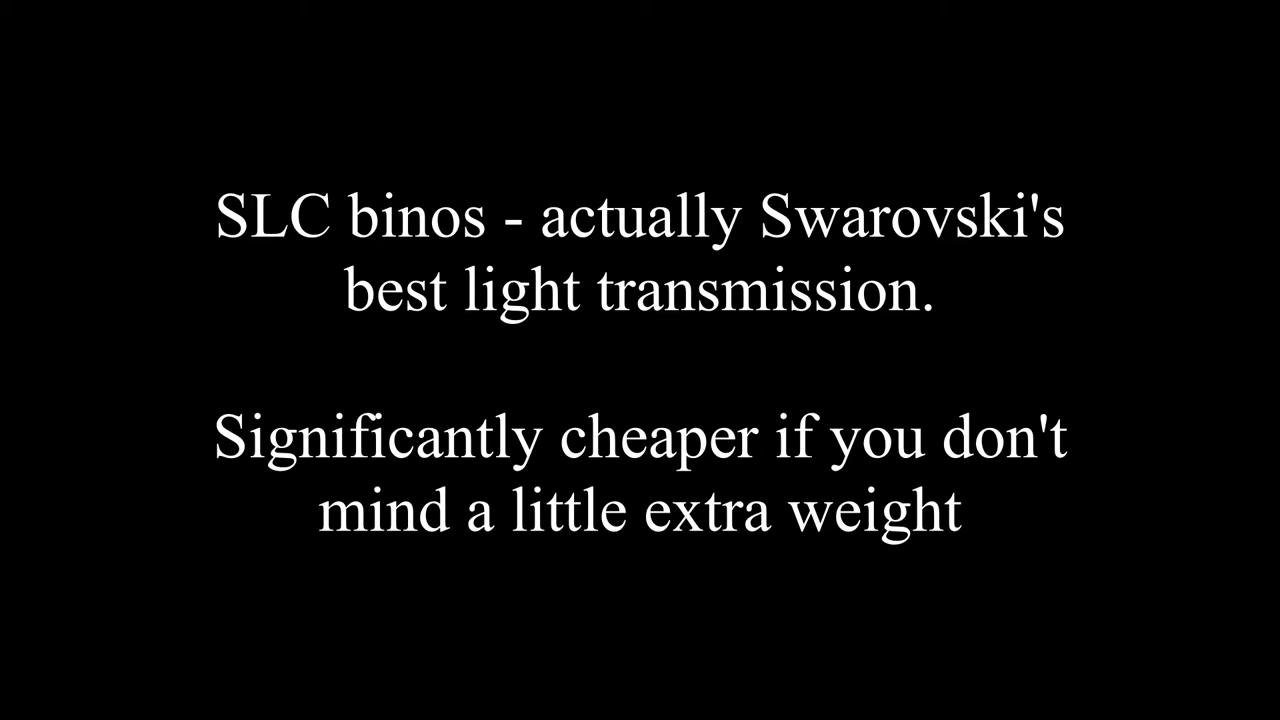 SLC binos - actually Swarovski's
best light transmission.
Significantly cheaper if you don't
mind a little extra weight